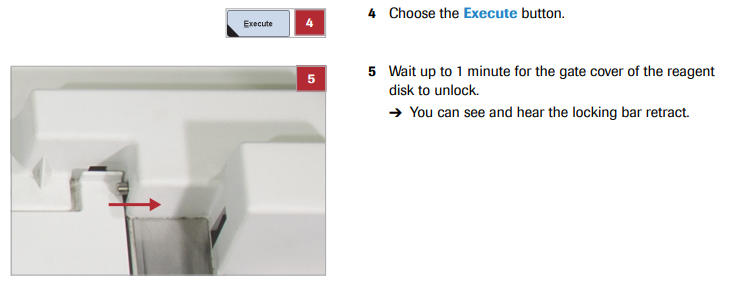 Execute
4
4 Choose the Execute button.
5
5 Wait up to 1 minute for the gate cover of the reagent
disk to unlock.
→ You can see and hear the locking bar retract.